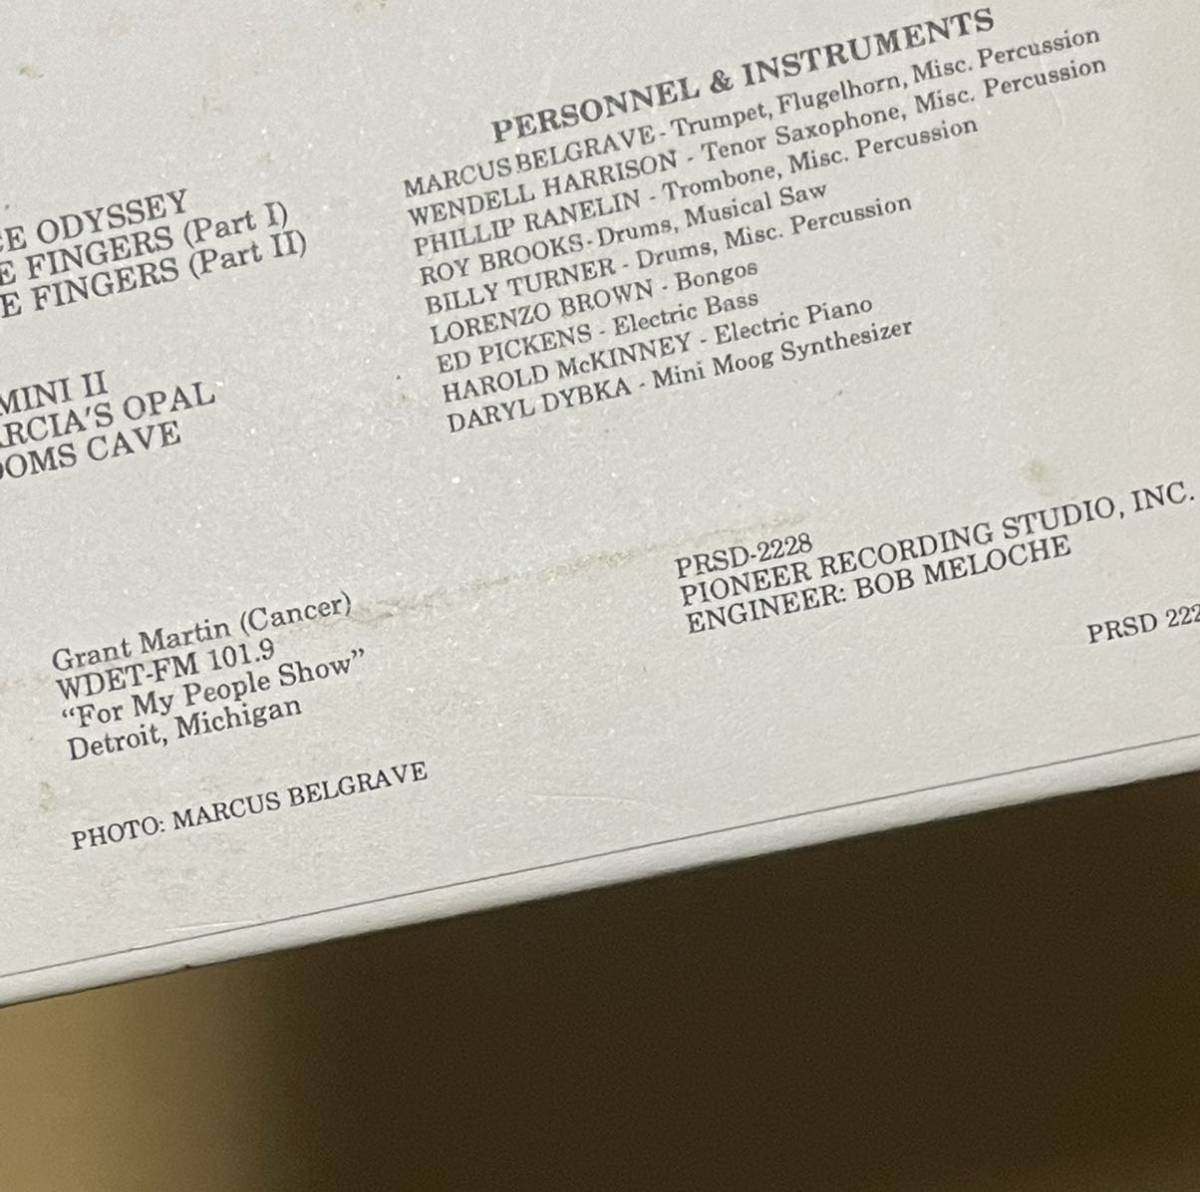 ODYSSEY
FINGERS (Part I)
FINGERS (Part II)
II
OPAL
CAVE
PERSONNEL & INSTRUMENTS
MARCUS BELGRAVE - Trumpet, Flugelhorn, Misc. Percussion
WENDELL HARRISON - Tenor Saxophone, Misc. Percussion
PHILLIP RANELIN - Trombone, Misc. Percussion
ROY BROOKS - Drums, Musical Saw
BILLY TURNER - Drums, Misc. Percussion
LORENZO BROWN - Bongos
ED PICKENS - Electric Bass
HAROLD McKINNEY - Electric Piano
DARYL DYBKA - Mini Moog Synthesizer
Grant Martin (Cancer)
WDET-FM 101.9
“For My People Show”
Detroit, Michigan
PHOTO: MARCUS BELGRAVE
PRSD-2228
PIONEER RECORDING STUDIO, INC.
ENGINEER: BOB MELOCHE
PRSD